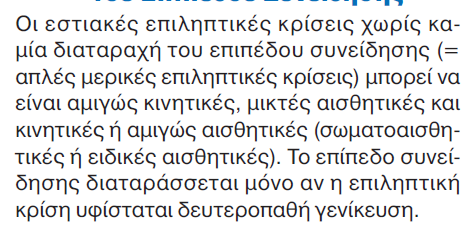 Οι εστιακές επιληπτικές κρίσεις χωρίς κα-
μία διαταραχή του επιπέδου συνείδησης (=
απλές μερικές επιληπτικές κρίσεις) μπορεί να
είναι αμιγώς κινητικές, μικτές αισθητικές και
κινητικές ή αμιγώς αισθητικές (σωματοαισθη-
τικές ή ειδικές αισθητικές). Το επίπεδο συνεί-
δησης διαταράσσεται μόνο αν η επιληπτική
κρίση υφίσταται δευτεροπαθή γενίκευση.